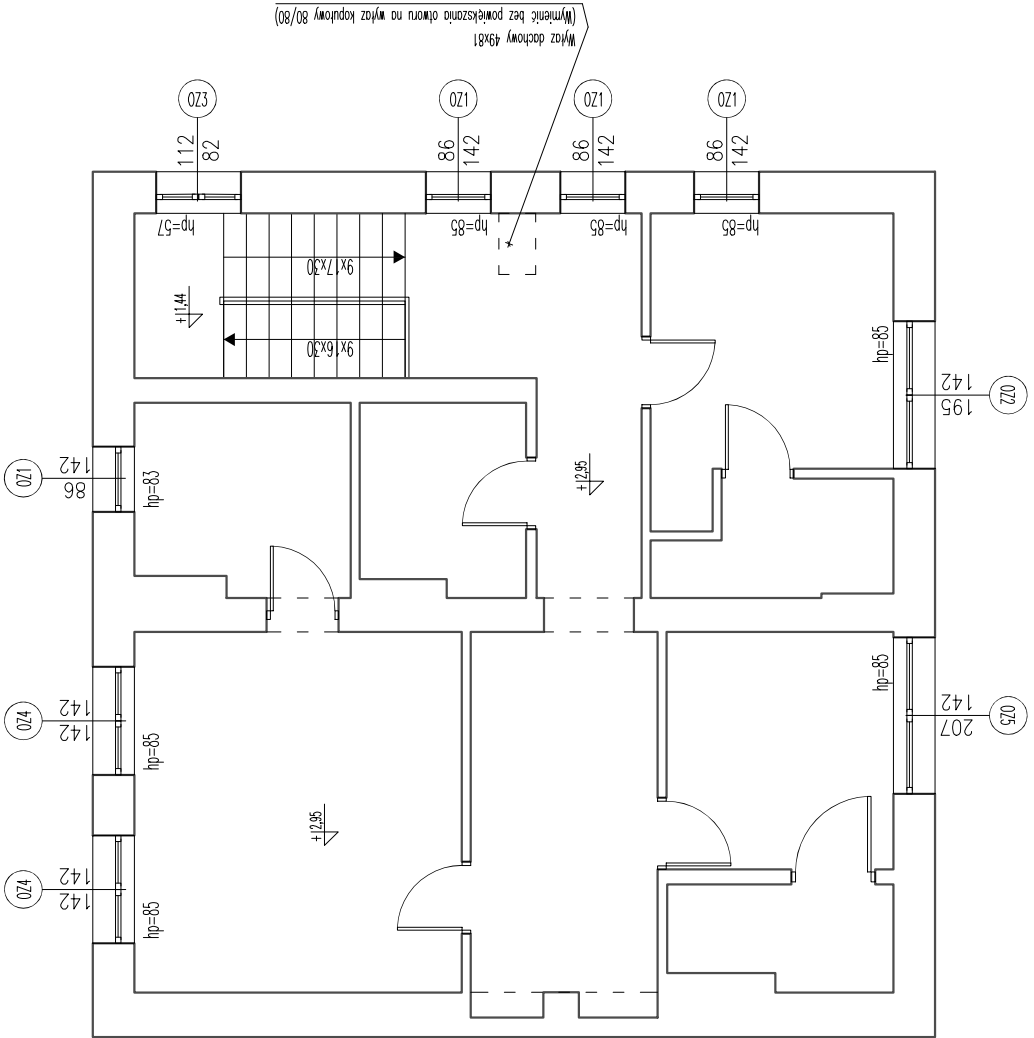 (Wymienić bez powiększania otworu na wyłaz kopułowy 80/80)
Wyłaz dachowy 49x81
OZ3
OZ1
OZ1
OZ1
112
82
86
142
86
142
86
142
hp=57
hp=85
hp=85
hp=85
9x17x30
+1,44
9x16x30
hp=85
142
195
OZ2
OZ1
142
86
hp=83
+2,95
hp=85
142
207
OZ5
OZ4
142
142
hp=85
+2,95
OZ4
142
142
hp=85